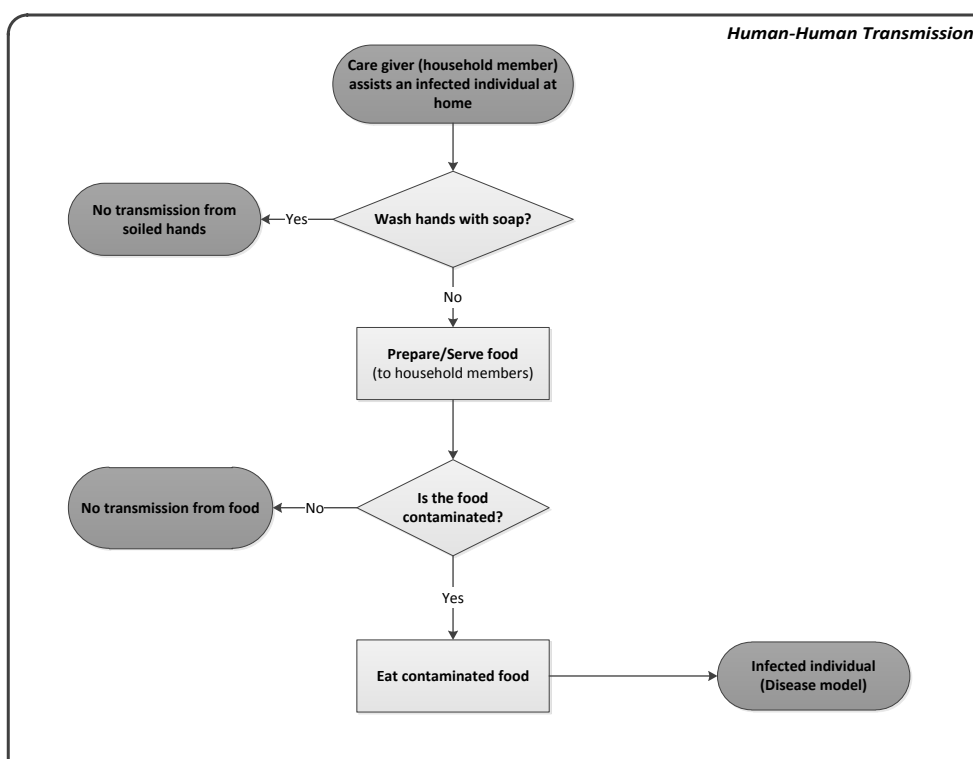 Human-Human Transmission
Care giver (household member)
assists an infected individual at
home
Wash hands with soap?
Yes
No transmission from
soiled hands
No
Prepare/Serve food
(to household members)
Is the food
contaminated?
No
No transmission from food
Yes
Eat contaminated food
Infected individual
(Disease model)